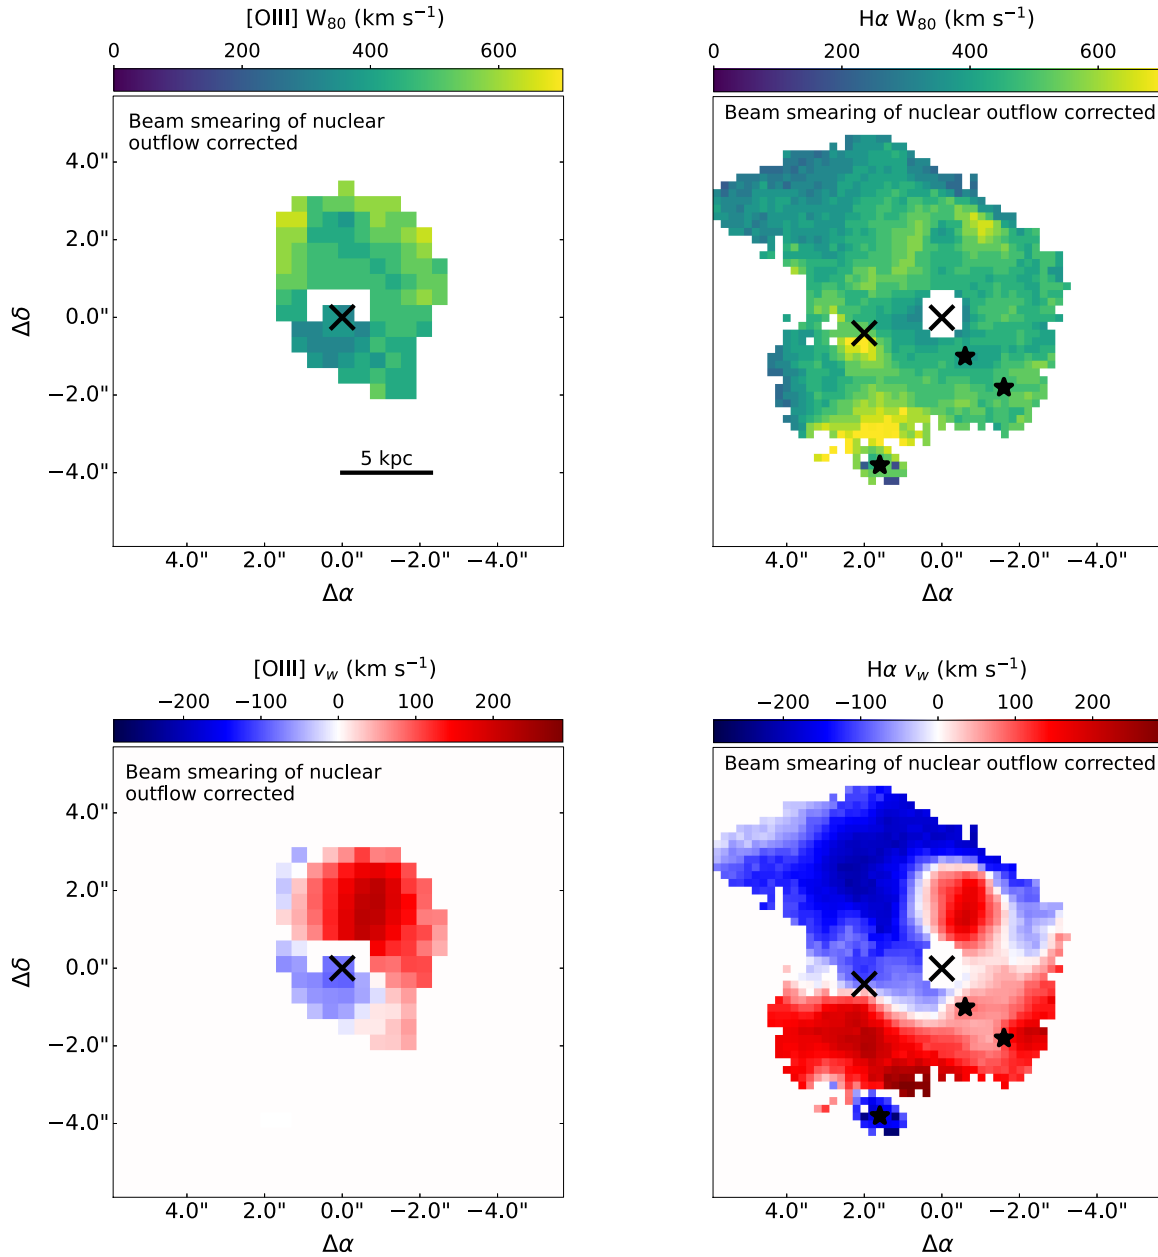 [OIII] W₈₀ (km s⁻¹)
0 200 400 600
Beam smearing of nuclear
outflow corrected
4.0"
2.0"
0.0"
−2.0"
−4.0"
Δδ
5 kpc
4.0" 2.0" 0.0" −2.0" −4.0"
Δα
Hα W₈₀ (km s⁻¹)
0 200 400 600
Beam smearing of nuclear outflow corrected
4.0" 2.0" 0.0" −2.0" −4.0"
Δα
[OIII] v_w (km s⁻¹)
−200 −100 0 100 200
Beam smearing of nuclear
outflow corrected
4.0"
2.0"
0.0"
−2.0"
−4.0"
Δδ
4.0" 2.0" 0.0" −2.0" −4.0"
Δα
Hα v_w (km s⁻¹)
−200 −100 0 100 200
Beam smearing of nuclear outflow corrected
4.0" 2.0" 0.0" −2.0" −4.0"
Δα